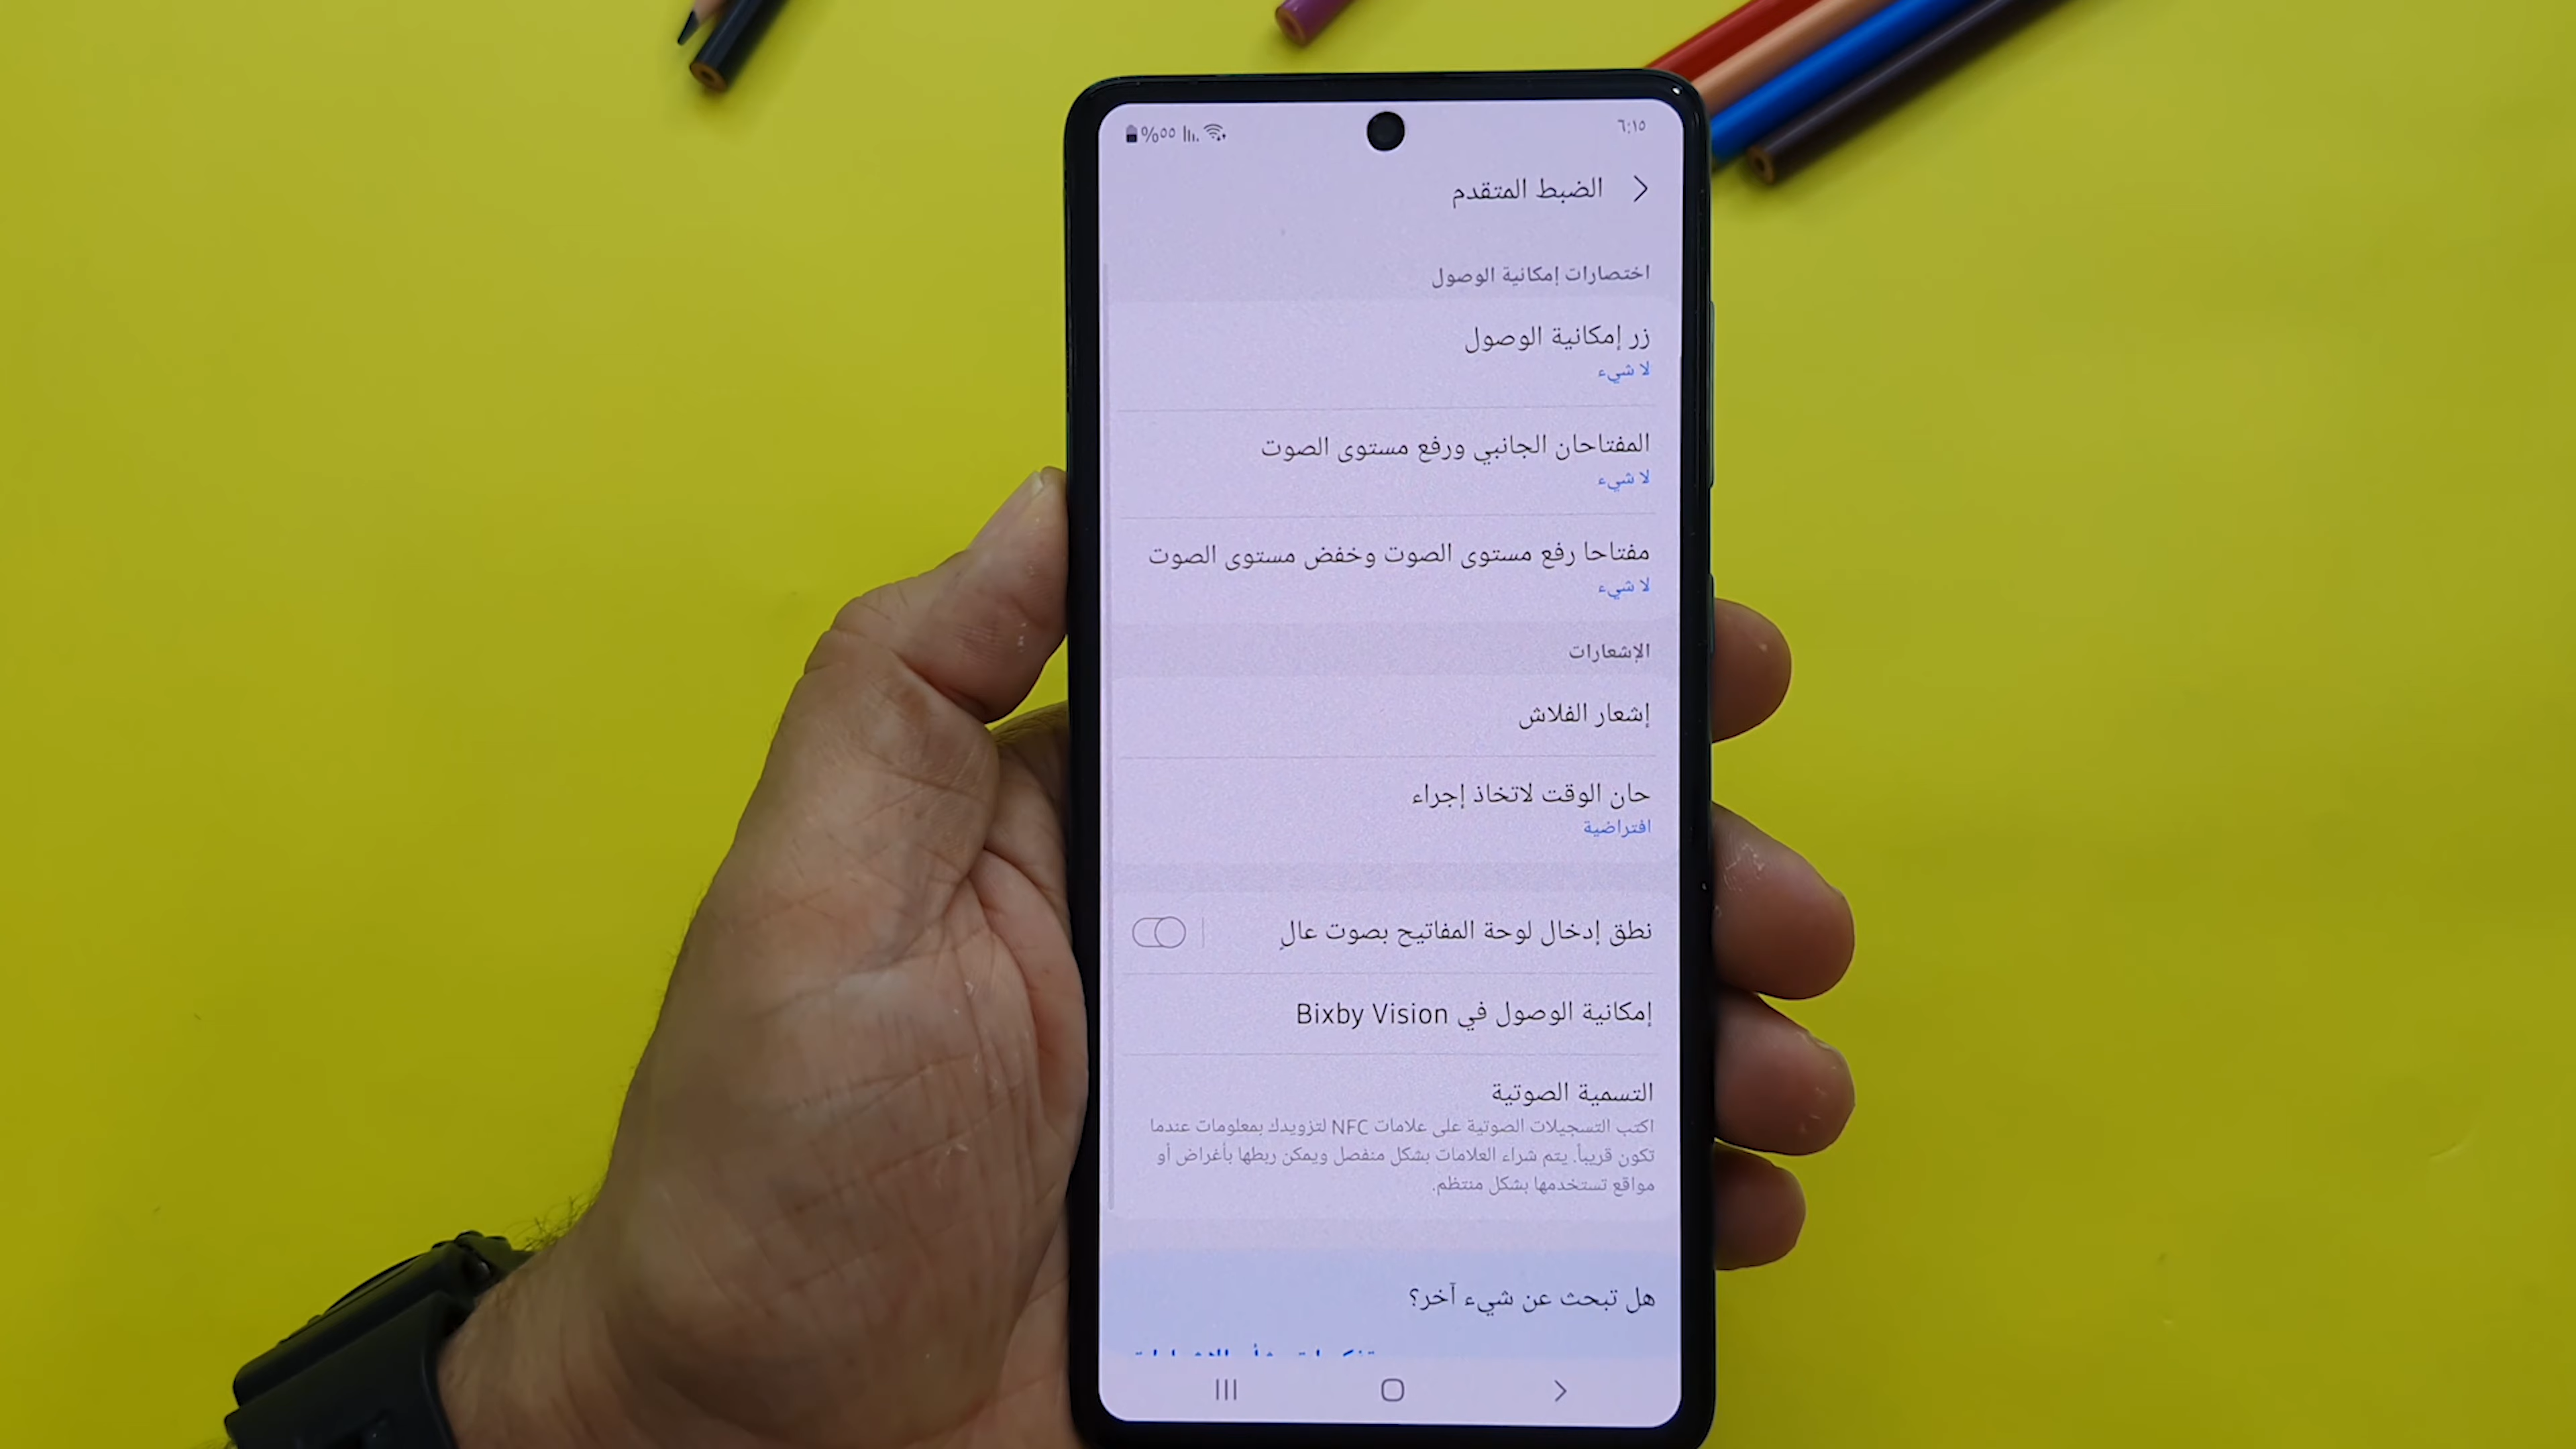 ٦:١٥
%٥٥
الضبط المتقدم
اختصارات إمكانية الوصول
زر إمكانية الوصول
لا شيء
المفتاحان الجانبي ورفع مستوى الصوت
لا شيء
مفتاحا رفع مستوى الصوت وخفض مستوى الصوت
لا شيء
الإشعارات
إشعار الفلاش
حان الوقت لاتخاذ إجراء
افتراضية
نطق إدخال لوحة المفاتيح بصوت عالٍ
إمكانية الوصول في Bixby Vision
التسمية الصوتية
اكتب التسجيلات الصوتية على علامات NFC لتزويدك بمعلومات عندما
تكون قريباً. يتم شراء العلامات بشكل منفصل ويمكن ربطها بأغراض أو
مواقع تستخدمها بشكل منتظم.
هل تبحث عن شيء آخر؟